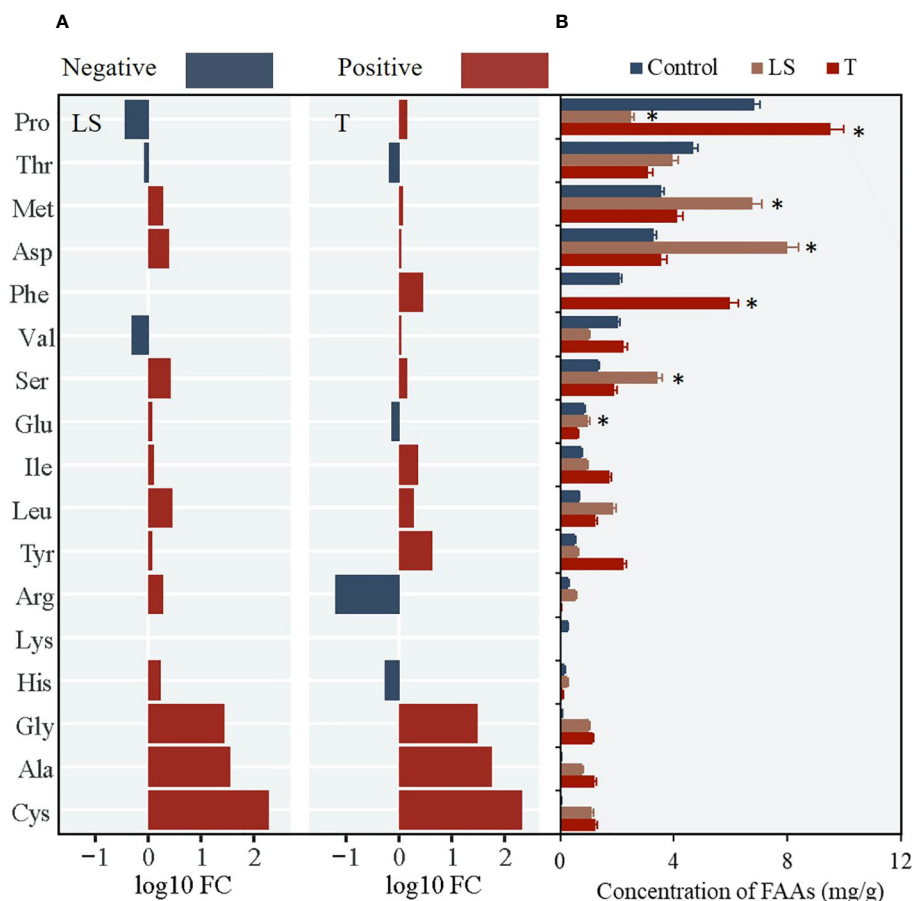 A
B
Negative
Positive
Control
LS
T
LS
T
Pro
*
*
Thr
Met
*
Asp
*
Phe
*
Val
Ser
*
Glu
*
Ile
Leu
Tyr
Arg
Lys
His
Gly
Ala
Cys
−1 0 1 2
−1 0 1 2
0 4 8 12
log10 FC
log10 FC
Concentration of FAAs (mg/g)